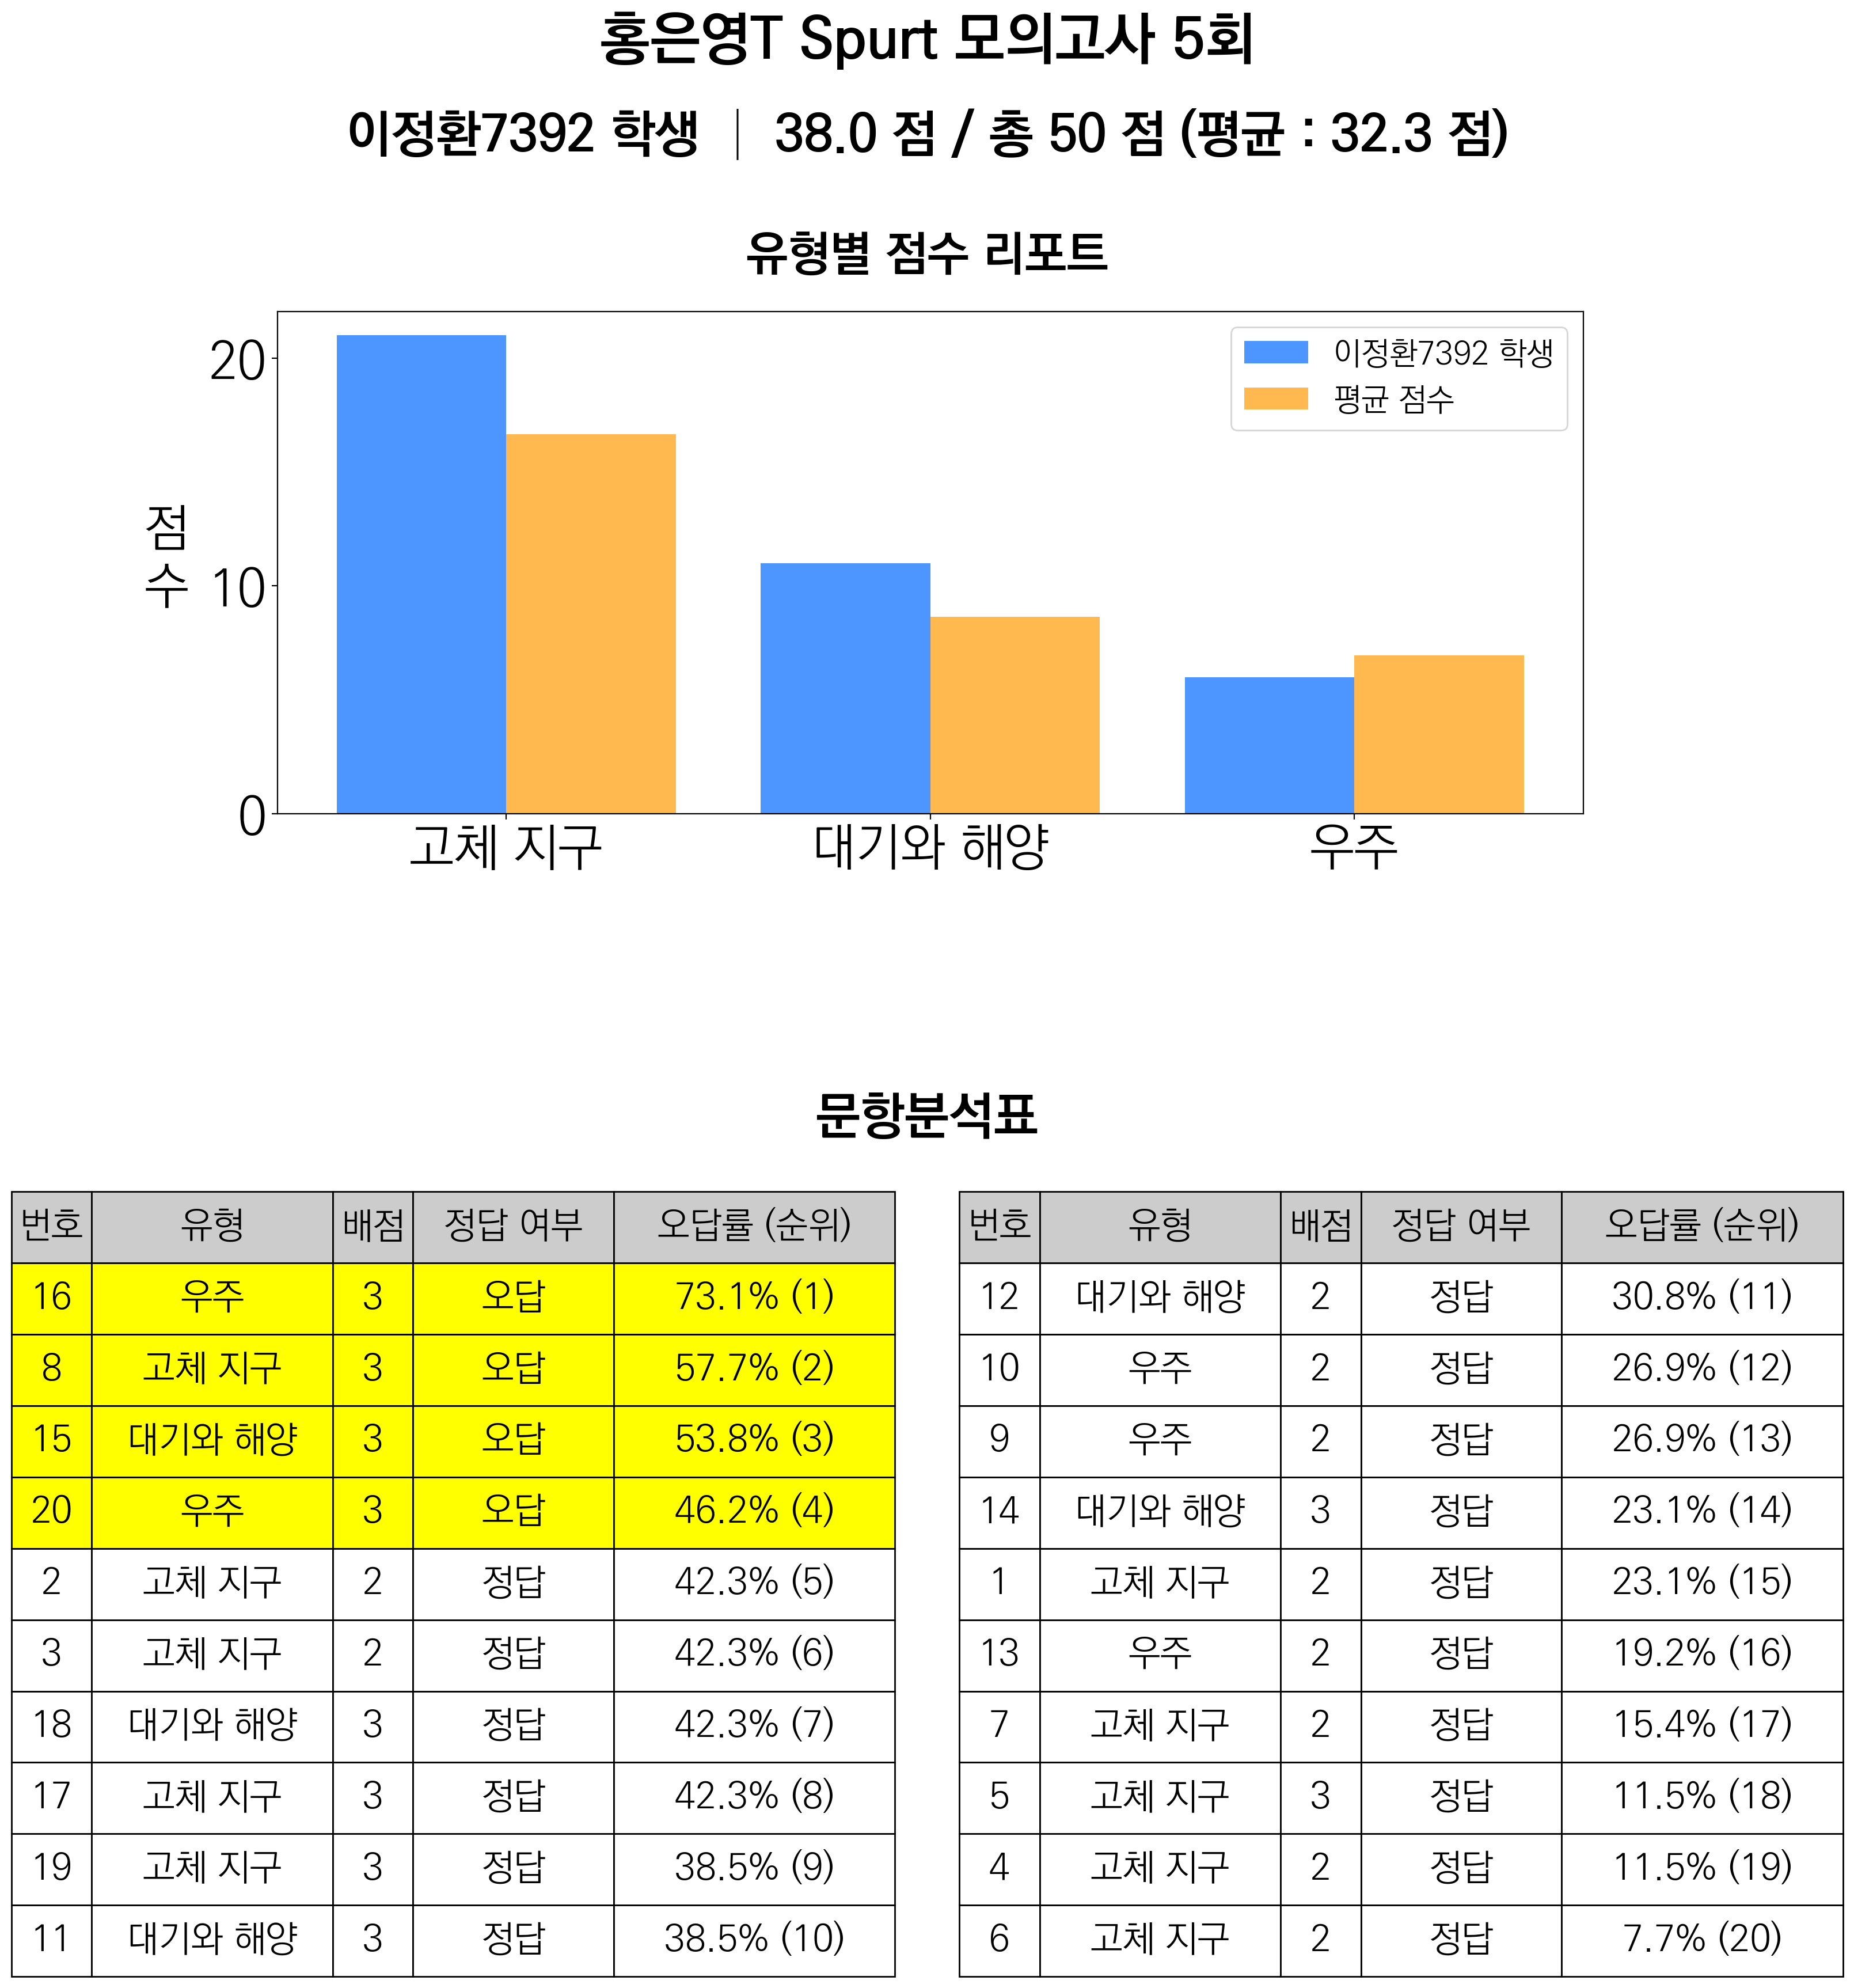 홍은영T Spurt 모의고사 5회
이정환7392 학생 | 38.0 점 / 총 50 점 (평균 : 32.3 점)
유형별 점수 리포트
이정환7392 학생
평균 점수
점수
20
10
0
고체 지구 대기와 해양 우주
문항분석표
번호 유형 배점 정답 여부 오답률 (순위)
16 우주 3 오답 73.1% (1)
8 고체 지구 3 오답 57.7% (2)
15 대기와 해양 3 오답 53.8% (3)
20 우주 3 오답 46.2% (4)
2 고체 지구 2 정답 42.3% (5)
3 고체 지구 2 정답 42.3% (6)
18 대기와 해양 3 정답 42.3% (7)
17 고체 지구 3 정답 42.3% (8)
19 고체 지구 3 정답 38.5% (9)
11 대기와 해양 3 정답 38.5% (10)
번호 유형 배점 정답 여부 오답률 (순위)
12 대기와 해양 2 정답 30.8% (11)
10 우주 2 정답 26.9% (12)
9 우주 2 정답 26.9% (13)
14 대기와 해양 3 정답 23.1% (14)
1 고체 지구 2 정답 23.1% (15)
13 우주 2 정답 19.2% (16)
7 고체 지구 2 정답 15.4% (17)
5 고체 지구 3 정답 11.5% (18)
4 고체 지구 2 정답 11.5% (19)
6 고체 지구 2 정답 7.7% (20)